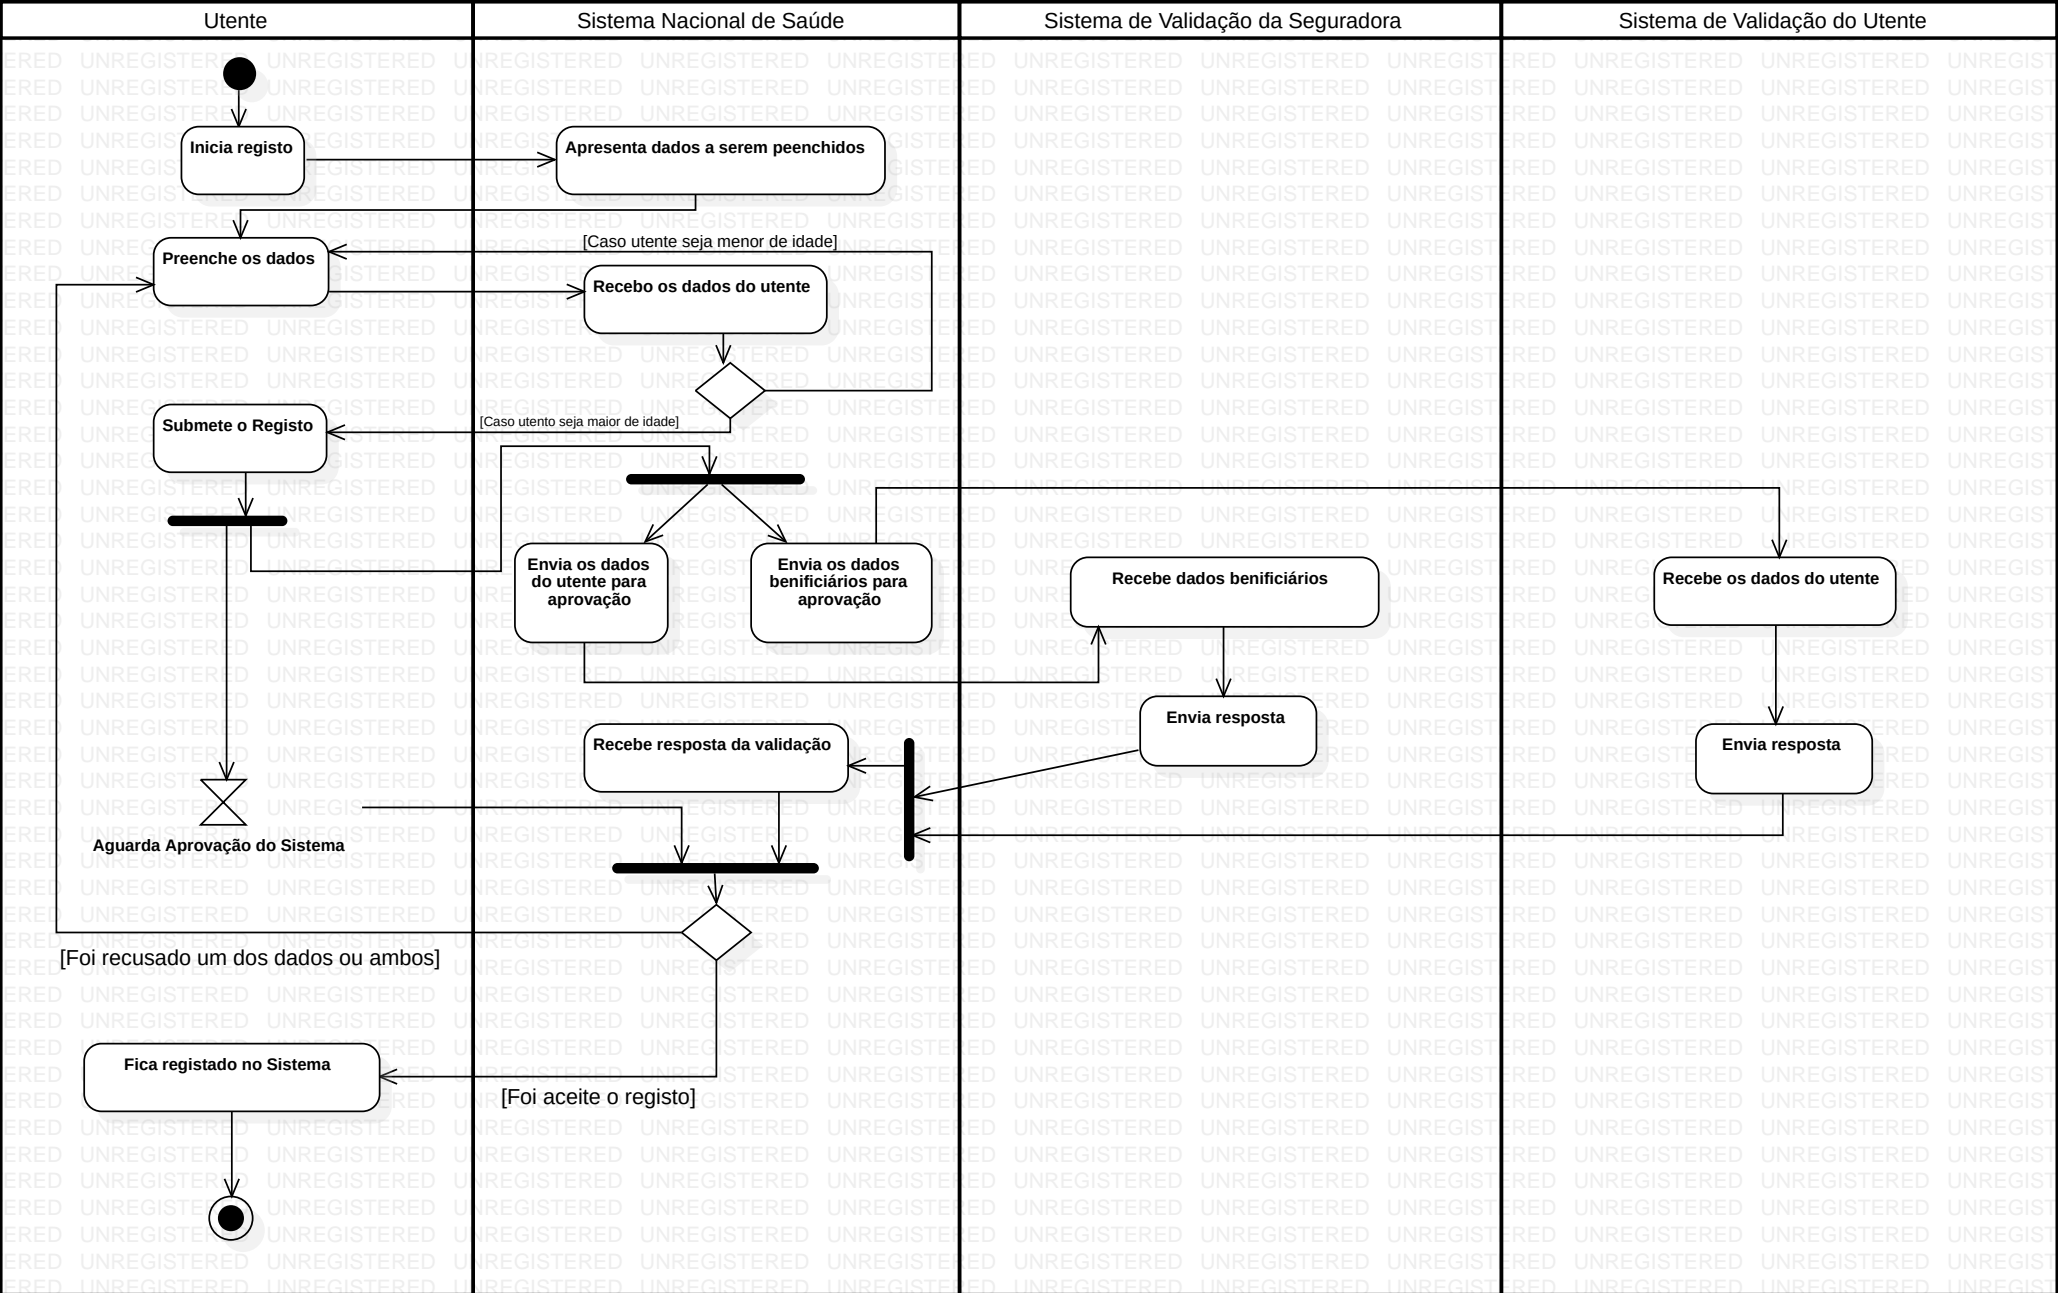 Utente
Sistema Nacional de Saúde
Sistema de Validação da Seguradora
Sistema de Validação do Utente
Inicia registo
Apresenta dados a serem peenchidos
Preenche os dados
[Caso utente seja menor de idade]
Recebo os dados do utente
Submete o Registo
[Caso utento seja maior de idade]
Envia os dados
do utente para
aprovação
Envia os dados
benificiários para
aprovação
Recebe dados benificiários
Recebe os dados do utente
Envia resposta
Recebe resposta da validação
Envia resposta
Aguarda Aprovação do Sistema
[Foi recusado um dos dados ou ambos]
Fica registado no Sistema
[Foi aceite o registo]
UNREGISTERED